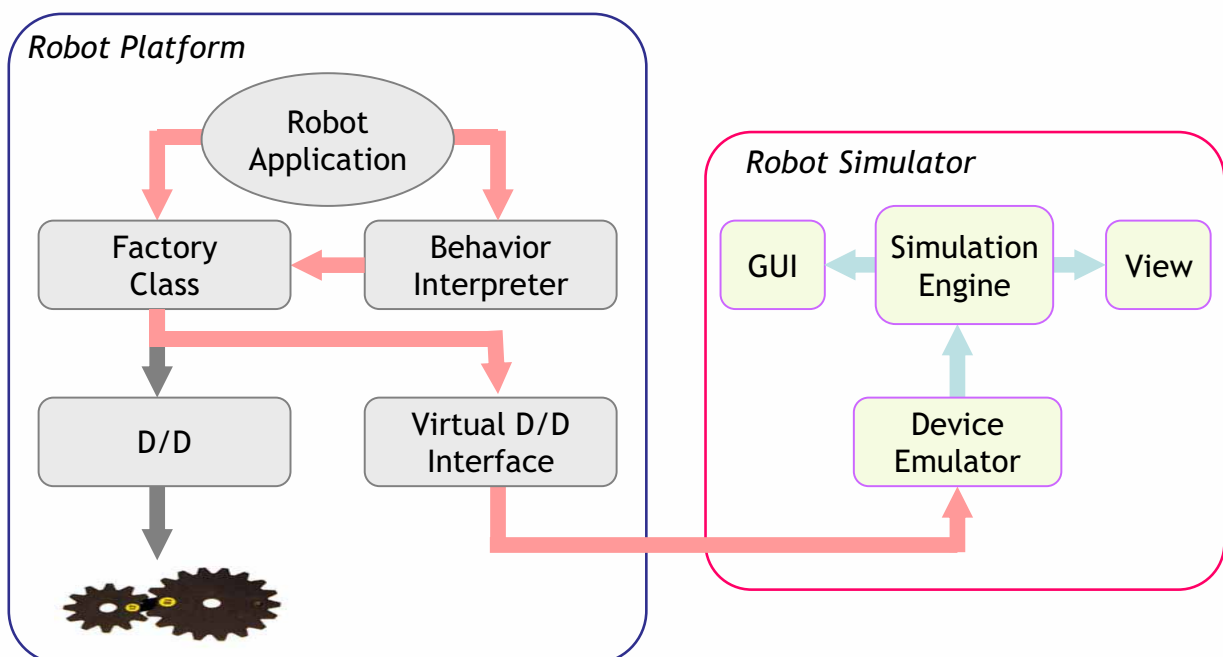 Robot Platform
Robot
Application
Factory
Class
Behavior
Interpreter
D/D
Virtual D/D
Interface
Robot Simulator
GUI
Simulation
Engine
View
Device
Emulator